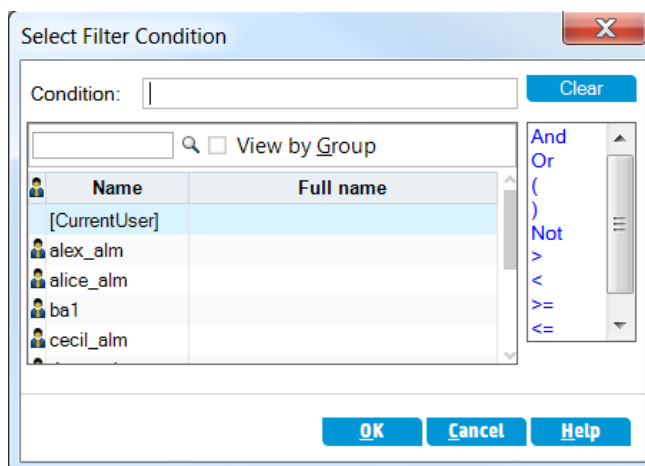 Select Filter Condition
X
Condition:
Clear
View by Group
And
Or
(
)
Not
>
<
>=
<=
Name Full name
[CurrentUser]
alex_alm
alice_alm
ba1
cecil_alm
OK Cancel Help